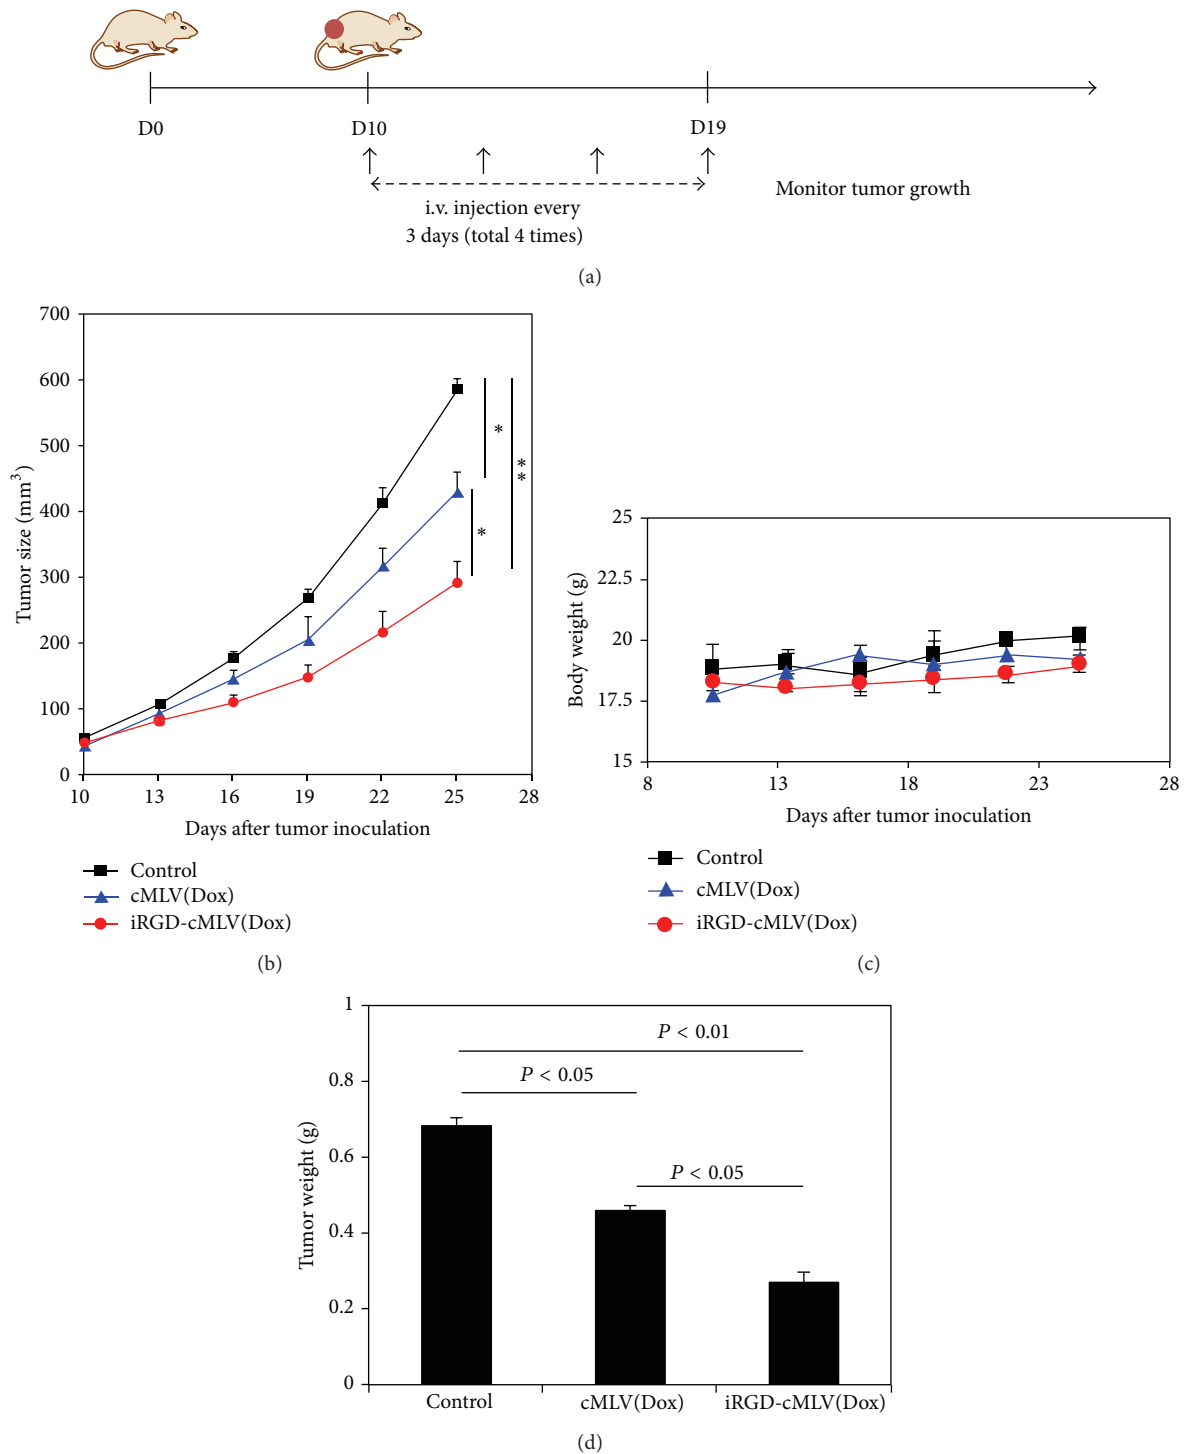 D0
D10
D19
i.v. injection every
3 days (total 4 times)
Monitor tumor growth
(a)
700
600
500
400
300
200
100
0
Tumor size (mm³)
*
**
*
10 13 16 19 22 25 28
Days after tumor inoculation
Control
cMLV(Dox)
iRGD-cMLV(Dox)
(b)
25
22.5
20
17.5
15
Body weight (g)
8 13 18 23 28
Days after tumor inoculation
Control
cMLV(Dox)
iRGD-cMLV(Dox)
(c)
1
0.8
0.6
0.4
0.2
0
Tumor weight (g)
P < 0.01
P < 0.05
P < 0.05
Control cMLV(Dox) iRGD-cMLV(Dox)
(d)